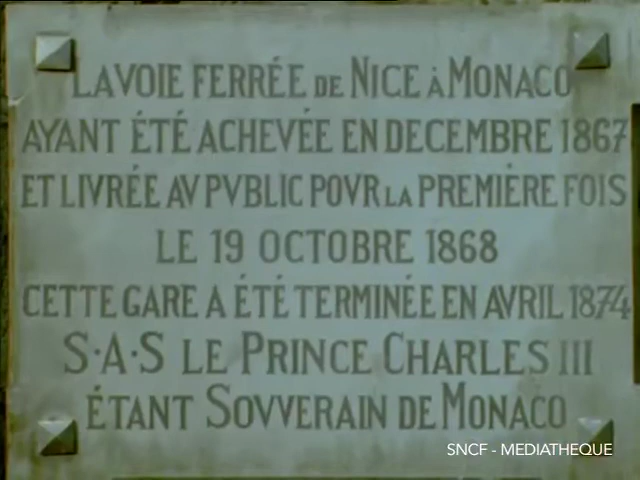 LA VOIE FERRÉE DE NICE À MONACO
AYANT ÉTÉ ACHEVÉE EN DECEMBRE 1867
ET LIVRÉE AV PVBLIC POVR LA PREMIÈRE FOIS
LE 19 OCTOBRE 1868
CETTE GARE A ÉTÉ TERMINÉE EN AVRIL 1874
S·A·S LE PRINCE CHARLES III
ÉTANT SOVVERAIN DE MONACO
SNCF - MEDIATHEQUE